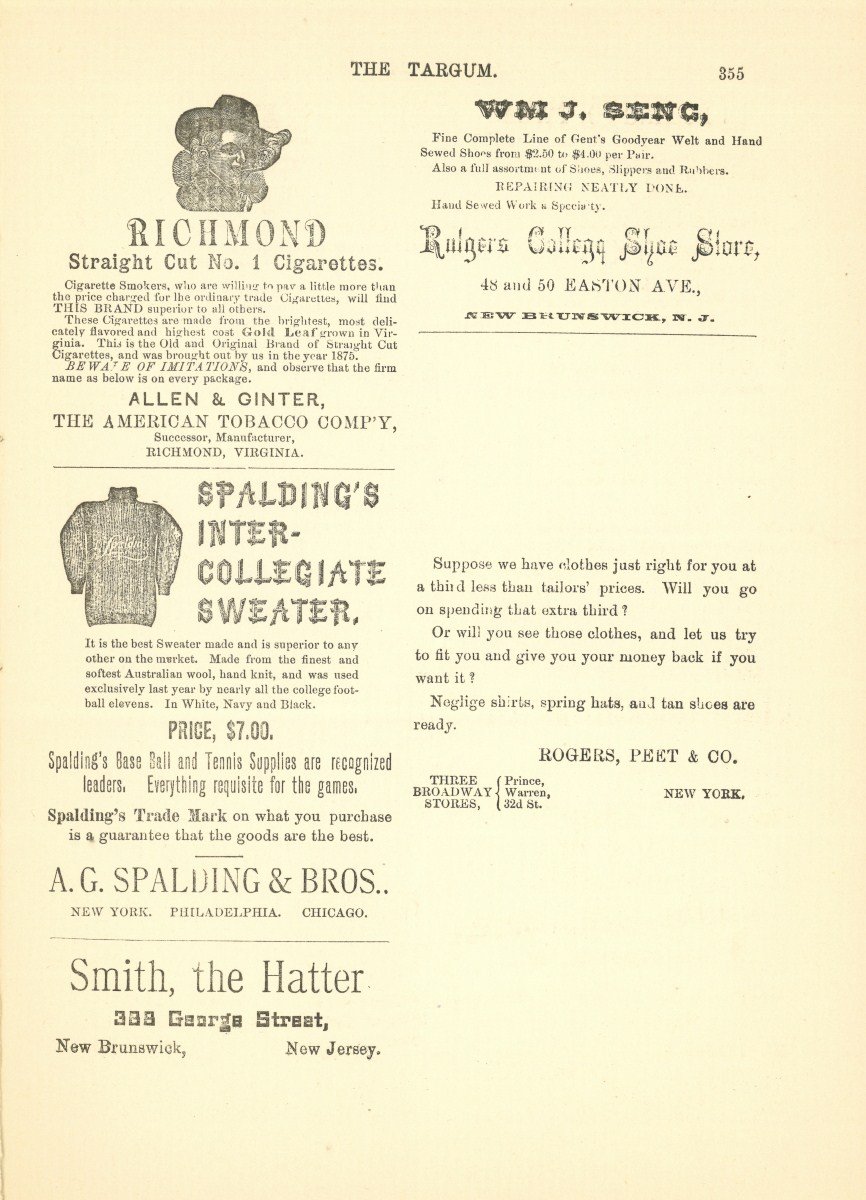 THE TARGUM.
355
RICHMOND
Straight Cut No. 1 Cigarettes.
Cigarette Smokers, who are willing to pay a little more than
the price charged for lhe ordinary trade Cigarettes, will find
THIS BRAND superior to all others.
These Cigarettes are made from the brightest, most deli-
cately flavored and highest cost Gold Leaf grown in Vir-
ginia. This is the Old and Original Brand of Straight Cut
Cigarettes, and was brought out by us in the year 1875.
BEWARE OF IMITATIONS, and observe that the firm
name as below is on every package.
ALLEN & GINTER,
THE AMERICAN TOBACCO COMP'Y,
Successor, Manufacturer,
RICHMOND, VIRGINIA.
Spalding
SPALDING'S
INTER-
COLLEGIATE
SWEATER.
It is the best Sweater made and is superior to any
other on the market. Made from the finest and
softest Australian wool, hand knit, and was used
exclusively last year by nearly all the college foot-
ball elevens. In White, Navy and Black.
PRICE, $7.00.
Spalding's Base Ball and Tennis Supplies are recognized
leaders. Everything requisite for the games.
Spalding's Trade Mark on what you purchase
is a guarantee that the goods are the best.
A. G. SPALDING & BROS..
NEW YORK. PHILADELPHIA. CHICAGO.
Smith, the Hatter
333 George Street,
New Brunswick, New Jersey.
WM J. SENG,
Fine Complete Line of Gent's Goodyear Welt and Hand
Sewed Shoes from $2.50 to $4.00 per Pair.
Also a full assortment of Shoes, Slippers and Rubbers.
REPAIRING NEATLY DONE.
Hand Sewed Work a Specialty.
Rutgers College Shoe Store,
48 and 50 EASTON AVE.,
NEW BRUNSWICK, N. J.
Suppose we have clothes just right for you at
a third less than tailors' prices. Will you go
on spending that extra third?
Or will you see those clothes, and let us try
to fit you and give you your money back if you
want it?
Neglige shirts, spring hats, and tan shoes are
ready.
ROGERS, PEET & CO.
THREE
BROADWAY
STORES,
Prince,
Warren,
32d St.
NEW YORK.